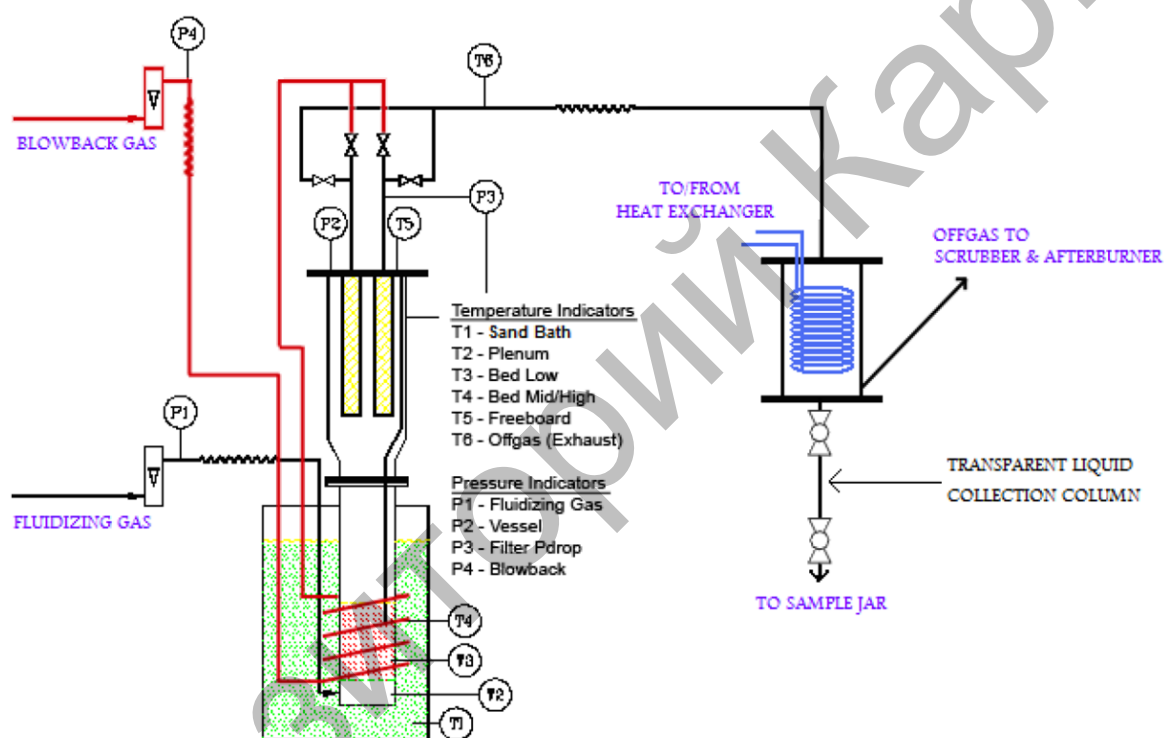 P4
BLOWBACK GAS
T6
P3
P2
T5
TO/FROM
HEAT EXCHANGER
OFFGAS TO
SCRUBBER & AFTERBURNER
Temperature Indicators
T1 - Sand Bath
T2 - Plenum
T3 - Bed Low
T4 - Bed Mid/High
T5 - Freeboard
T6 - Offgas (Exhaust)
P1
FLUIDIZING GAS
Pressure Indicators
P1 - Fluidizing Gas
P2 - Vessel
P3 - Filter Pdrop
P4 - Blowback
TRANSPARENT LIQUID
COLLECTION COLUMN
TO SAMPLE JAR
T4
T3
T2
T1